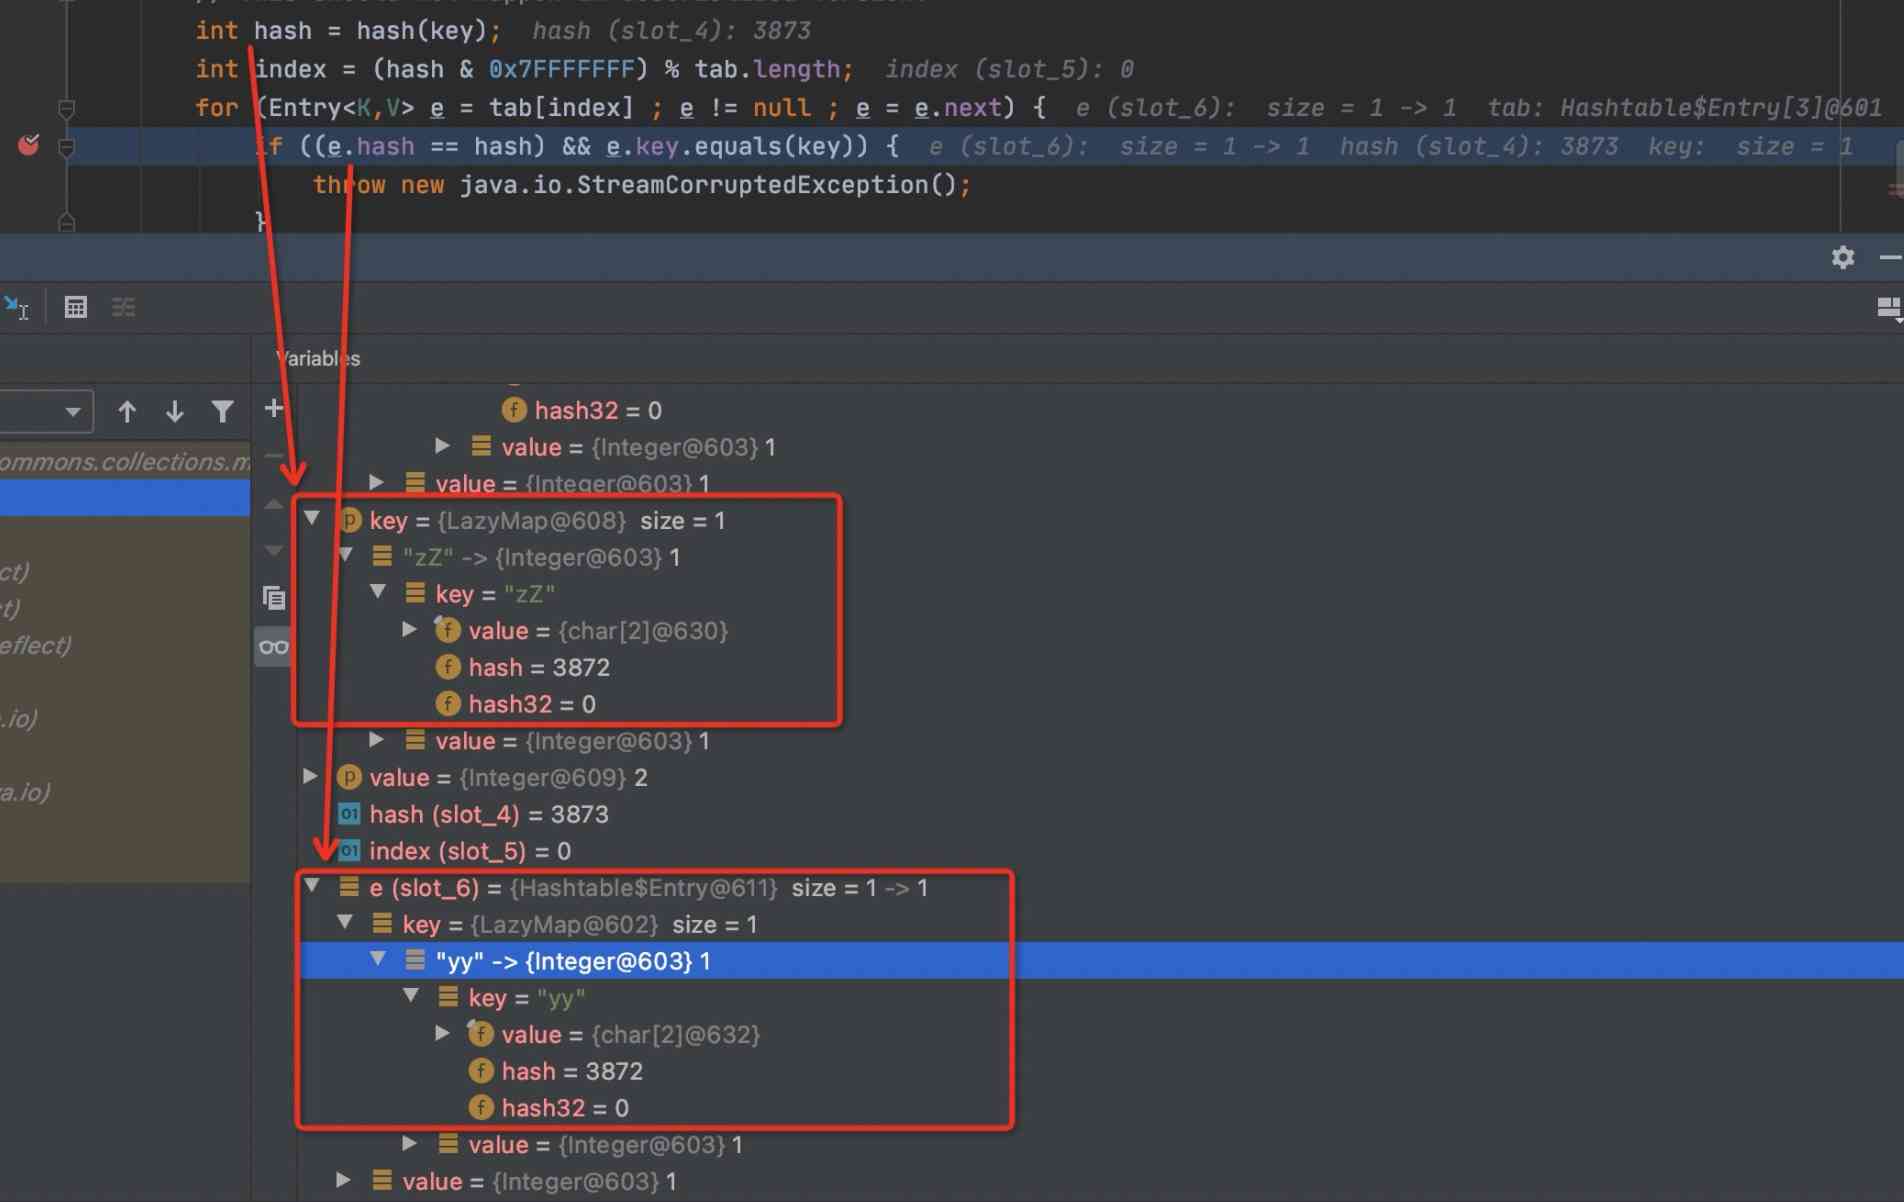 int hash = hash(key); hash (slot_4): 3873
int index = (hash & 0x7FFFFFFF) % tab.length; index (slot_5): 0
for (Entry<K,V> e = tab[index] ; e != null ; e = e.next) { e (slot_6): size = 1 -> 1 tab: Hashtable$Entry[3]@601
if ((e.hash == hash) && e.key.equals(key)) { e (slot_6): size = 1 -> 1 hash (slot_4): 3873 key: size = 1
throw new java.io.StreamCorruptedException();
}
Variables
hash32 = 0
value = {Integer@603} 1
ommons.collections.m
value = {Integer@603} 1
key = {LazyMap@608} size = 1
"zZ" -> {Integer@603} 1
ct)
key = "zZ"
t)
value = {char[2]@630}
eflect)
hash = 3872
hash32 = 0
.io)
value = {Integer@603} 1
value = {Integer@609} 2
a.io)
hash (slot_4) = 3873
index (slot_5) = 0
e (slot_6) = {Hashtable$Entry@611} size = 1 -> 1
key = {LazyMap@602} size = 1
"yy" -> {Integer@603} 1
key = "yy"
value = {char[2]@632}
hash = 3872
hash32 = 0
value = {Integer@603} 1
value = {Integer@603} 1